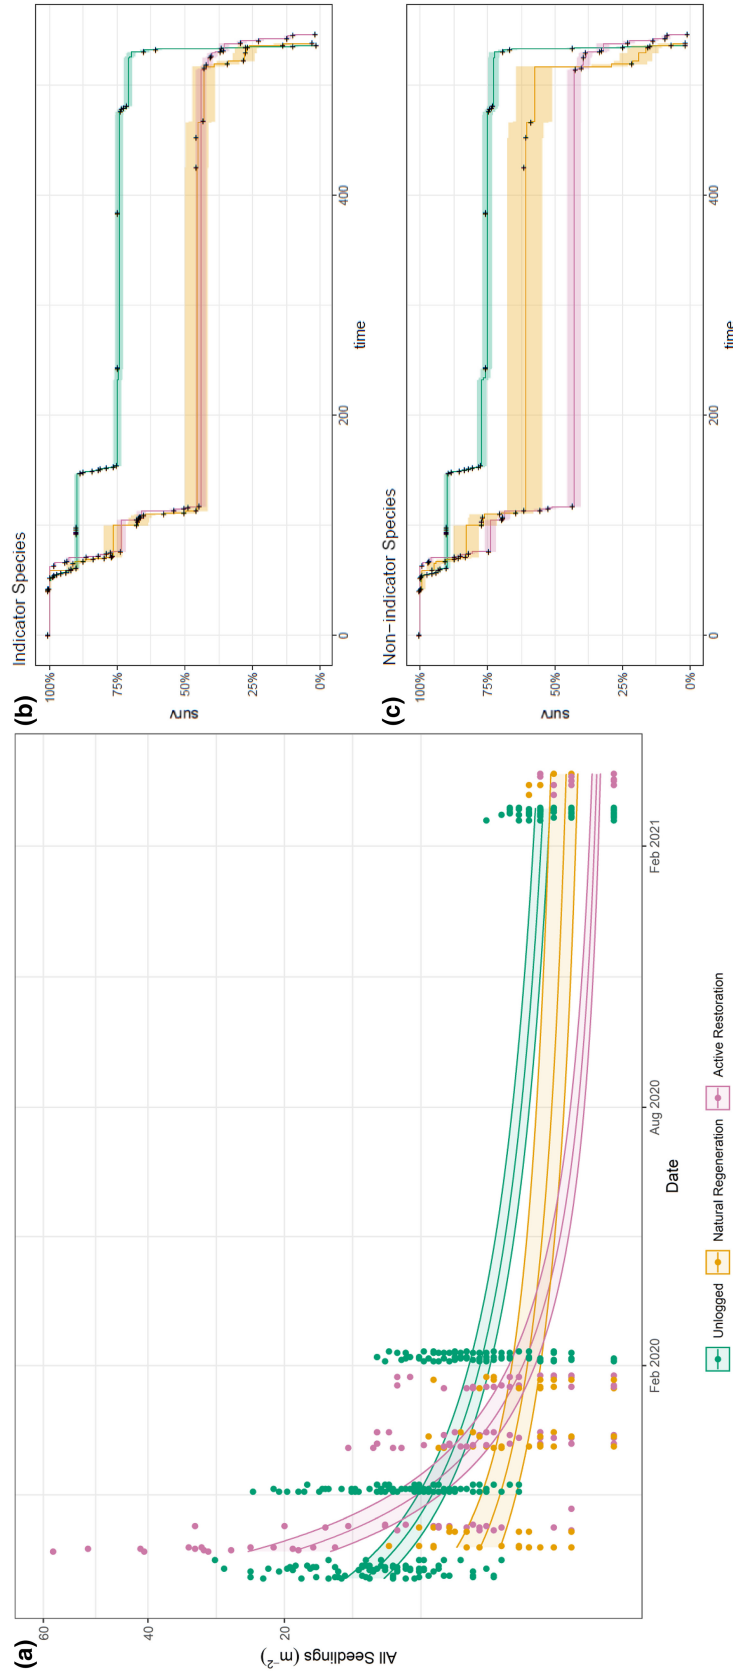 (a)
60
40
20
All Seedlings (m⁻²)
Feb 2020
Aug 2020
Feb 2021
Date
Unlogged
Natural Regeneration
Active Restoration
(b)
Indicator Species
100%
75%
50%
25%
0%
surv
0
200
400
time
(c)
Non−indicator Species
100%
75%
50%
25%
0%
surv
0
200
400
time